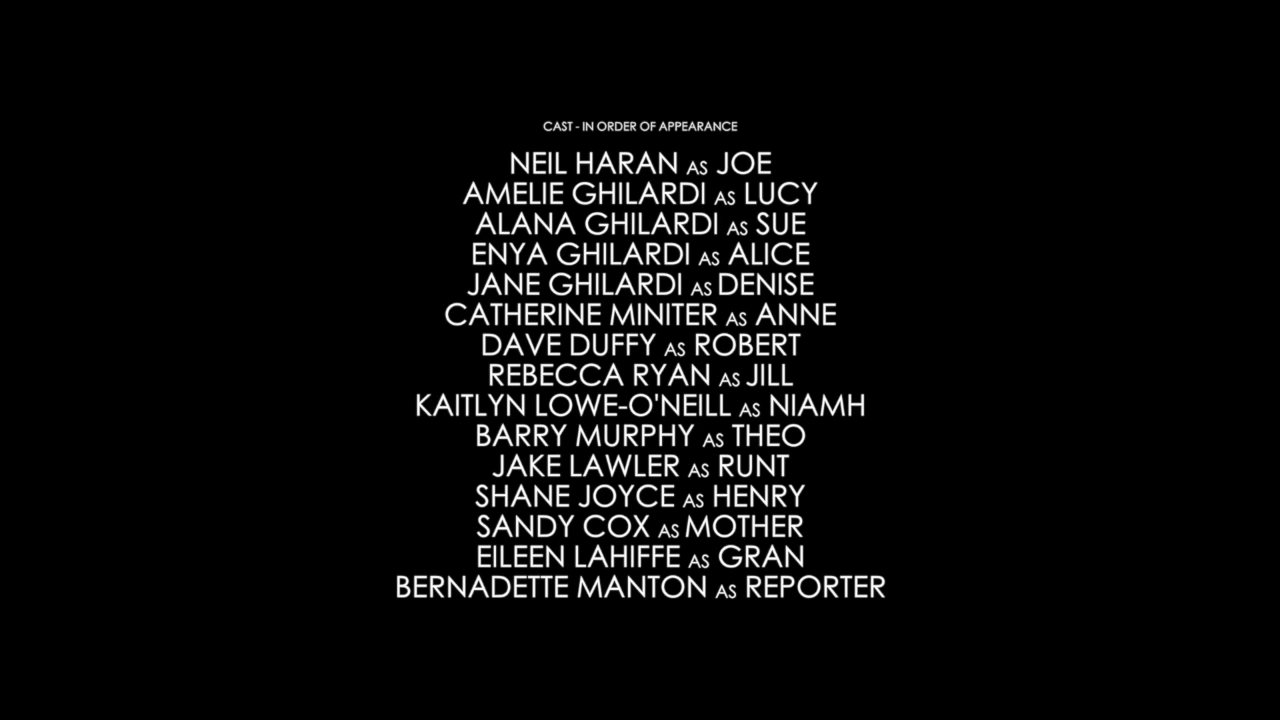 CAST - IN ORDER OF APPEARANCE
NEIL HARAN AS JOE
AMELIE GHILARDI AS LUCY
ALANA GHILARDI AS SUE
ENYA GHILARDI AS ALICE
JANE GHILARDI AS DENISE
CATHERINE MINITER AS ANNE
DAVE DUFFY AS ROBERT
REBECCA RYAN AS JILL
KAITLYN LOWE-O'NEILL AS NIAMH
BARRY MURPHY AS THEO
JAKE LAWLER AS RUNT
SHANE JOYCE AS HENRY
SANDY COX AS MOTHER
EILEEN LAHIFFE AS GRAN
BERNADETTE MANTON AS REPORTER